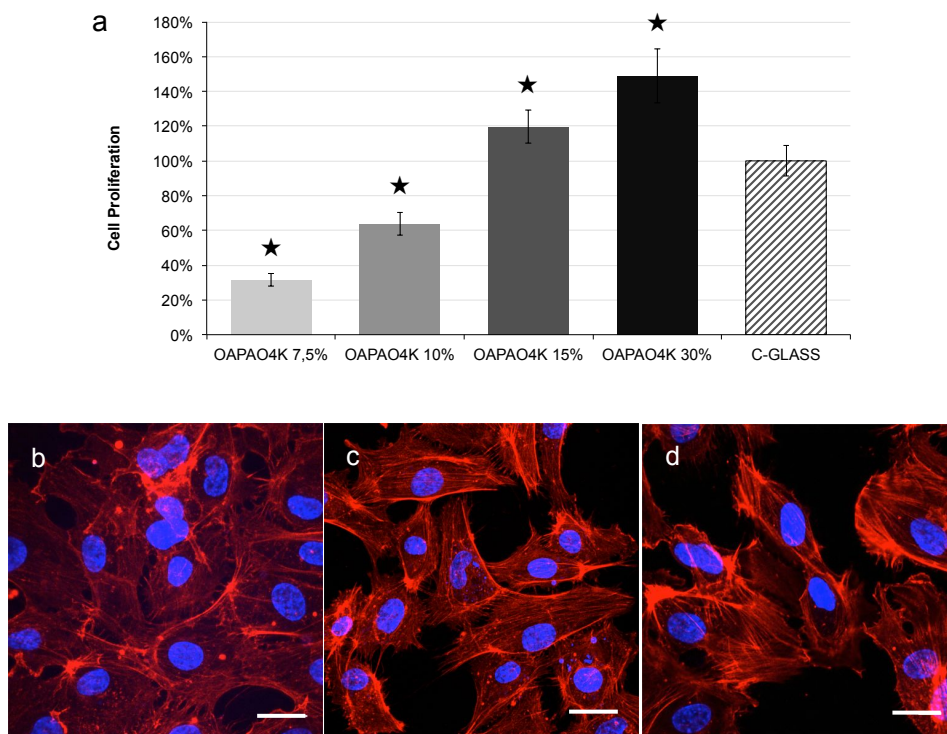 a
180%
160%
140%
120%
100%
80%
60%
40%
20%
0%
Cell Proliferation
OAPAO4K 7,5% OAPAO4K 10% OAPAO4K 15% OAPAO4K 30% C-GLASS
b c d